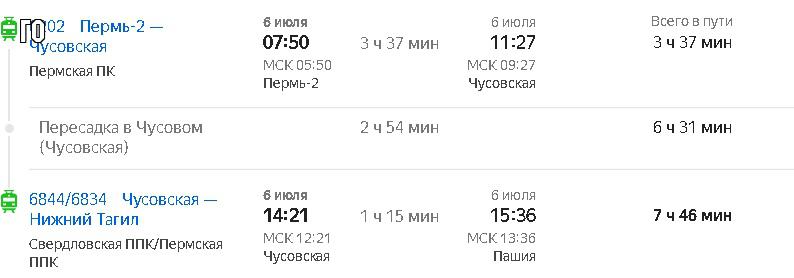 ГО
6 июля
6 июля
Всего в пути
Пермь-2 —
Чусовская
07:50
3 ч 37 мин
11:27
3 ч 37 мин
МСК 05:50
МСК 09:27
Пермская ПК
Пермь-2
Чусовская
Пересадка в Чусовом
(Чусовская)
2 ч 54 мин
6 ч 31 мин
6844/6834 Чусовская —
Нижний Тагил
6 июля
6 июля
14:21
1 ч 15 мин
15:36
7 ч 46 мин
Свердловская ППК/Пермская
ППК
МСК 12:21
МСК 13:36
Чусовская
Пашия